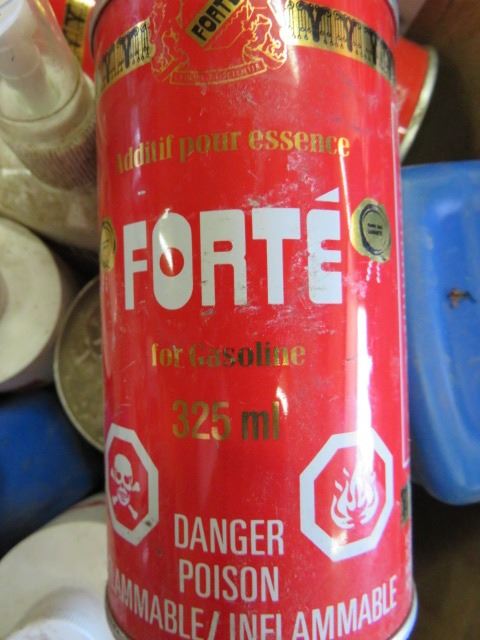 FORTÉ
Additif pour essence
FORTÉ
for Gasoline
325 ml
DANGER
POISON
AMMABLE/INFLAMMABLE